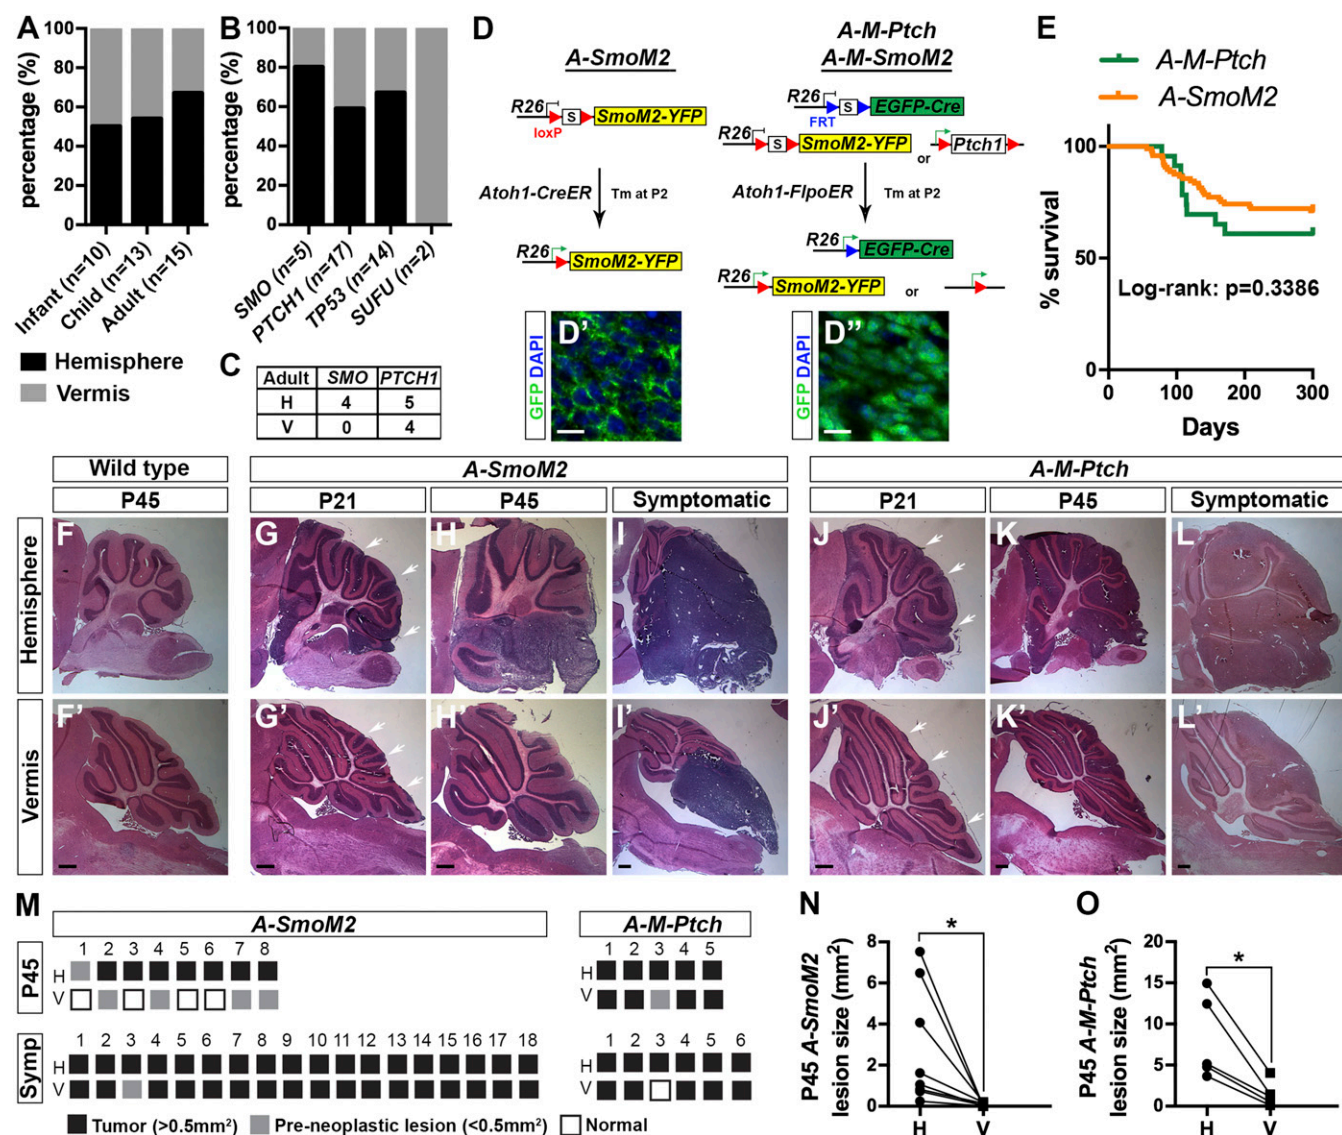 A
percentage (%)
100
80
60
40
20
0
Infant (n=10)
Child (n=13)
Adult (n=15)
Hemisphere
Vermis
B
percentage (%)
100
80
60
40
20
0
SMO (n=5)
PTCH1 (n=17)
TP53 (n=14)
SUFU (n=2)
C
Adult SMO PTCH1
H 4 5
V 0 4
D
A-SmoM2
R26 S SmoM2-YFP
loxP
Atoh1-CreER Tm at P2
R26 SmoM2-YFP
A-M-Ptch
A-M-SmoM2
R26 S EGFP-Cre
FRT
R26 S SmoM2-YFP or Ptch1
Atoh1-FlpoER Tm at P2
R26 EGFP-Cre
R26 SmoM2-YFP or
D'
GFP DAPI
D''
GFP DAPI
E
A-M-Ptch
A-SmoM2
% survival
100
50
0
Log-rank: p=0.3386
0 100 200 300
Days
Wild type A-SmoM2 A-M-Ptch
P45 P21 P45 Symptomatic P21 P45 Symptomatic
Hemisphere
F G H I J K L
Vermis
F' G' H' I' J' K' L'
M
A-SmoM2 A-M-Ptch
P45
1 2 3 4 5 6 7 8 1 2 3 4 5
H H
V V
Symp
1 2 3 4 5 6 7 8 9 10 11 12 13 14 15 16 17 18 1 2 3 4 5 6
H H
V V
Tumor (>0.5mm²) Pre-neoplastic lesion (<0.5mm²) Normal
N
P45 A-SmoM2
lesion size (mm²)
8
6
4
2
0
*
H V
O
P45 A-M-Ptch
lesion size (mm²)
20
15
10
5
0
*
H V